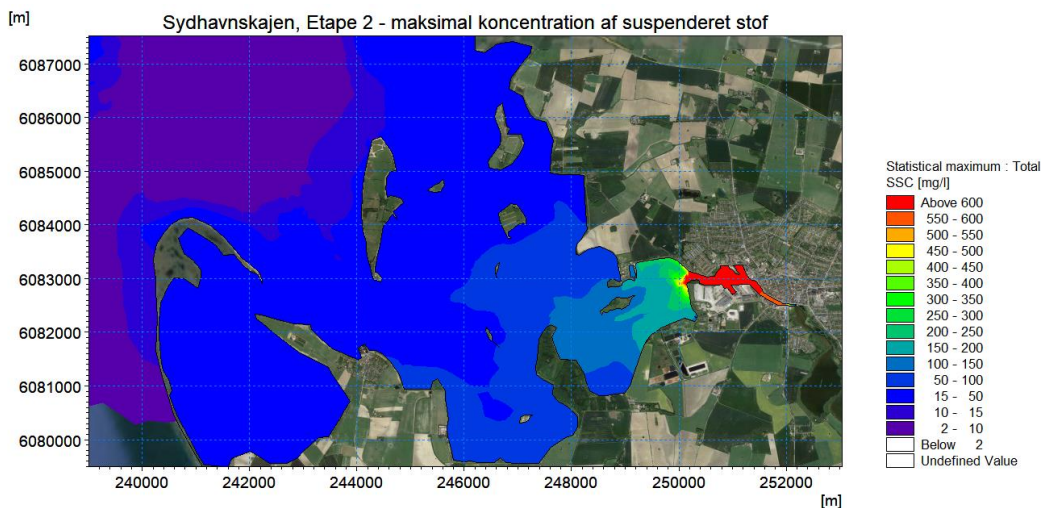 [m]
Sydhavnskajen, Etape 2 - maksimal koncentration af suspenderet stof
6087000
6086000
6085000
6084000
6083000
6082000
6081000
6080000
240000 242000 244000 246000 248000 250000 252000
[m]
Statistical maximum : Total
SSC [mg/l]
Above 600
550 - 600
500 - 550
450 - 500
400 - 450
350 - 400
300 - 350
250 - 300
200 - 250
150 - 200
100 - 150
50 - 100
15 - 50
10 - 15
2 - 10
Below 2
Undefined Value